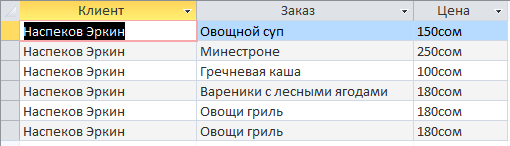 Клиент Заказ Цена
Наспеков Эркин Овощной суп 150сом
Наспеков Эркин Минестроне 250сом
Наспеков Эркин Гречневая каша 100сом
Наспеков Эркин Вареники с лесными ягодами 180сом
Наспеков Эркин Овощи гриль 180сом
Наспеков Эркин Овощи гриль 180сом